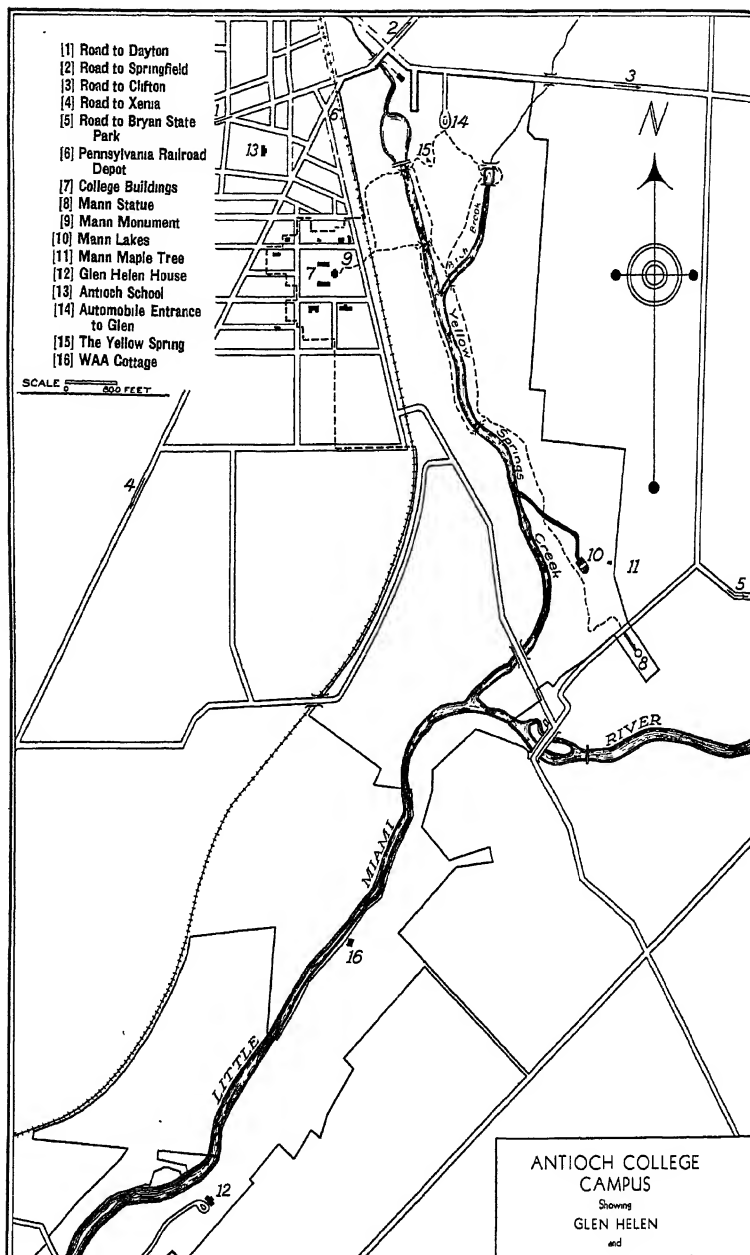 [1] Road to Dayton
[2] Road to Springfield
[3] Road to Clifton
[4] Road to Xenia
[5] Road to Bryan State
Park
[6] Pennsylvania Railroad
Depot
[7] College Buildings
[8] Mann Statue
[9] Mann Monument
[10] Mann Lakes
[11] Mann Maple Tree
[12] Glen Helen House
[13] Antioch School
[14] Automobile Entrance
to Glen
[15] The Yellow Spring
[16] WAA Cottage
SCALE
0 800 FEET
1
2
3
6
14
13
15
N
Birch Brook
7
9
Yellow
Springs
Creek
4
10
11
5
8
RIVER
MIAMI
16
LITTLE
12
ANTIOCH COLLEGE
CAMPUS
Showing
GLEN HELEN
and